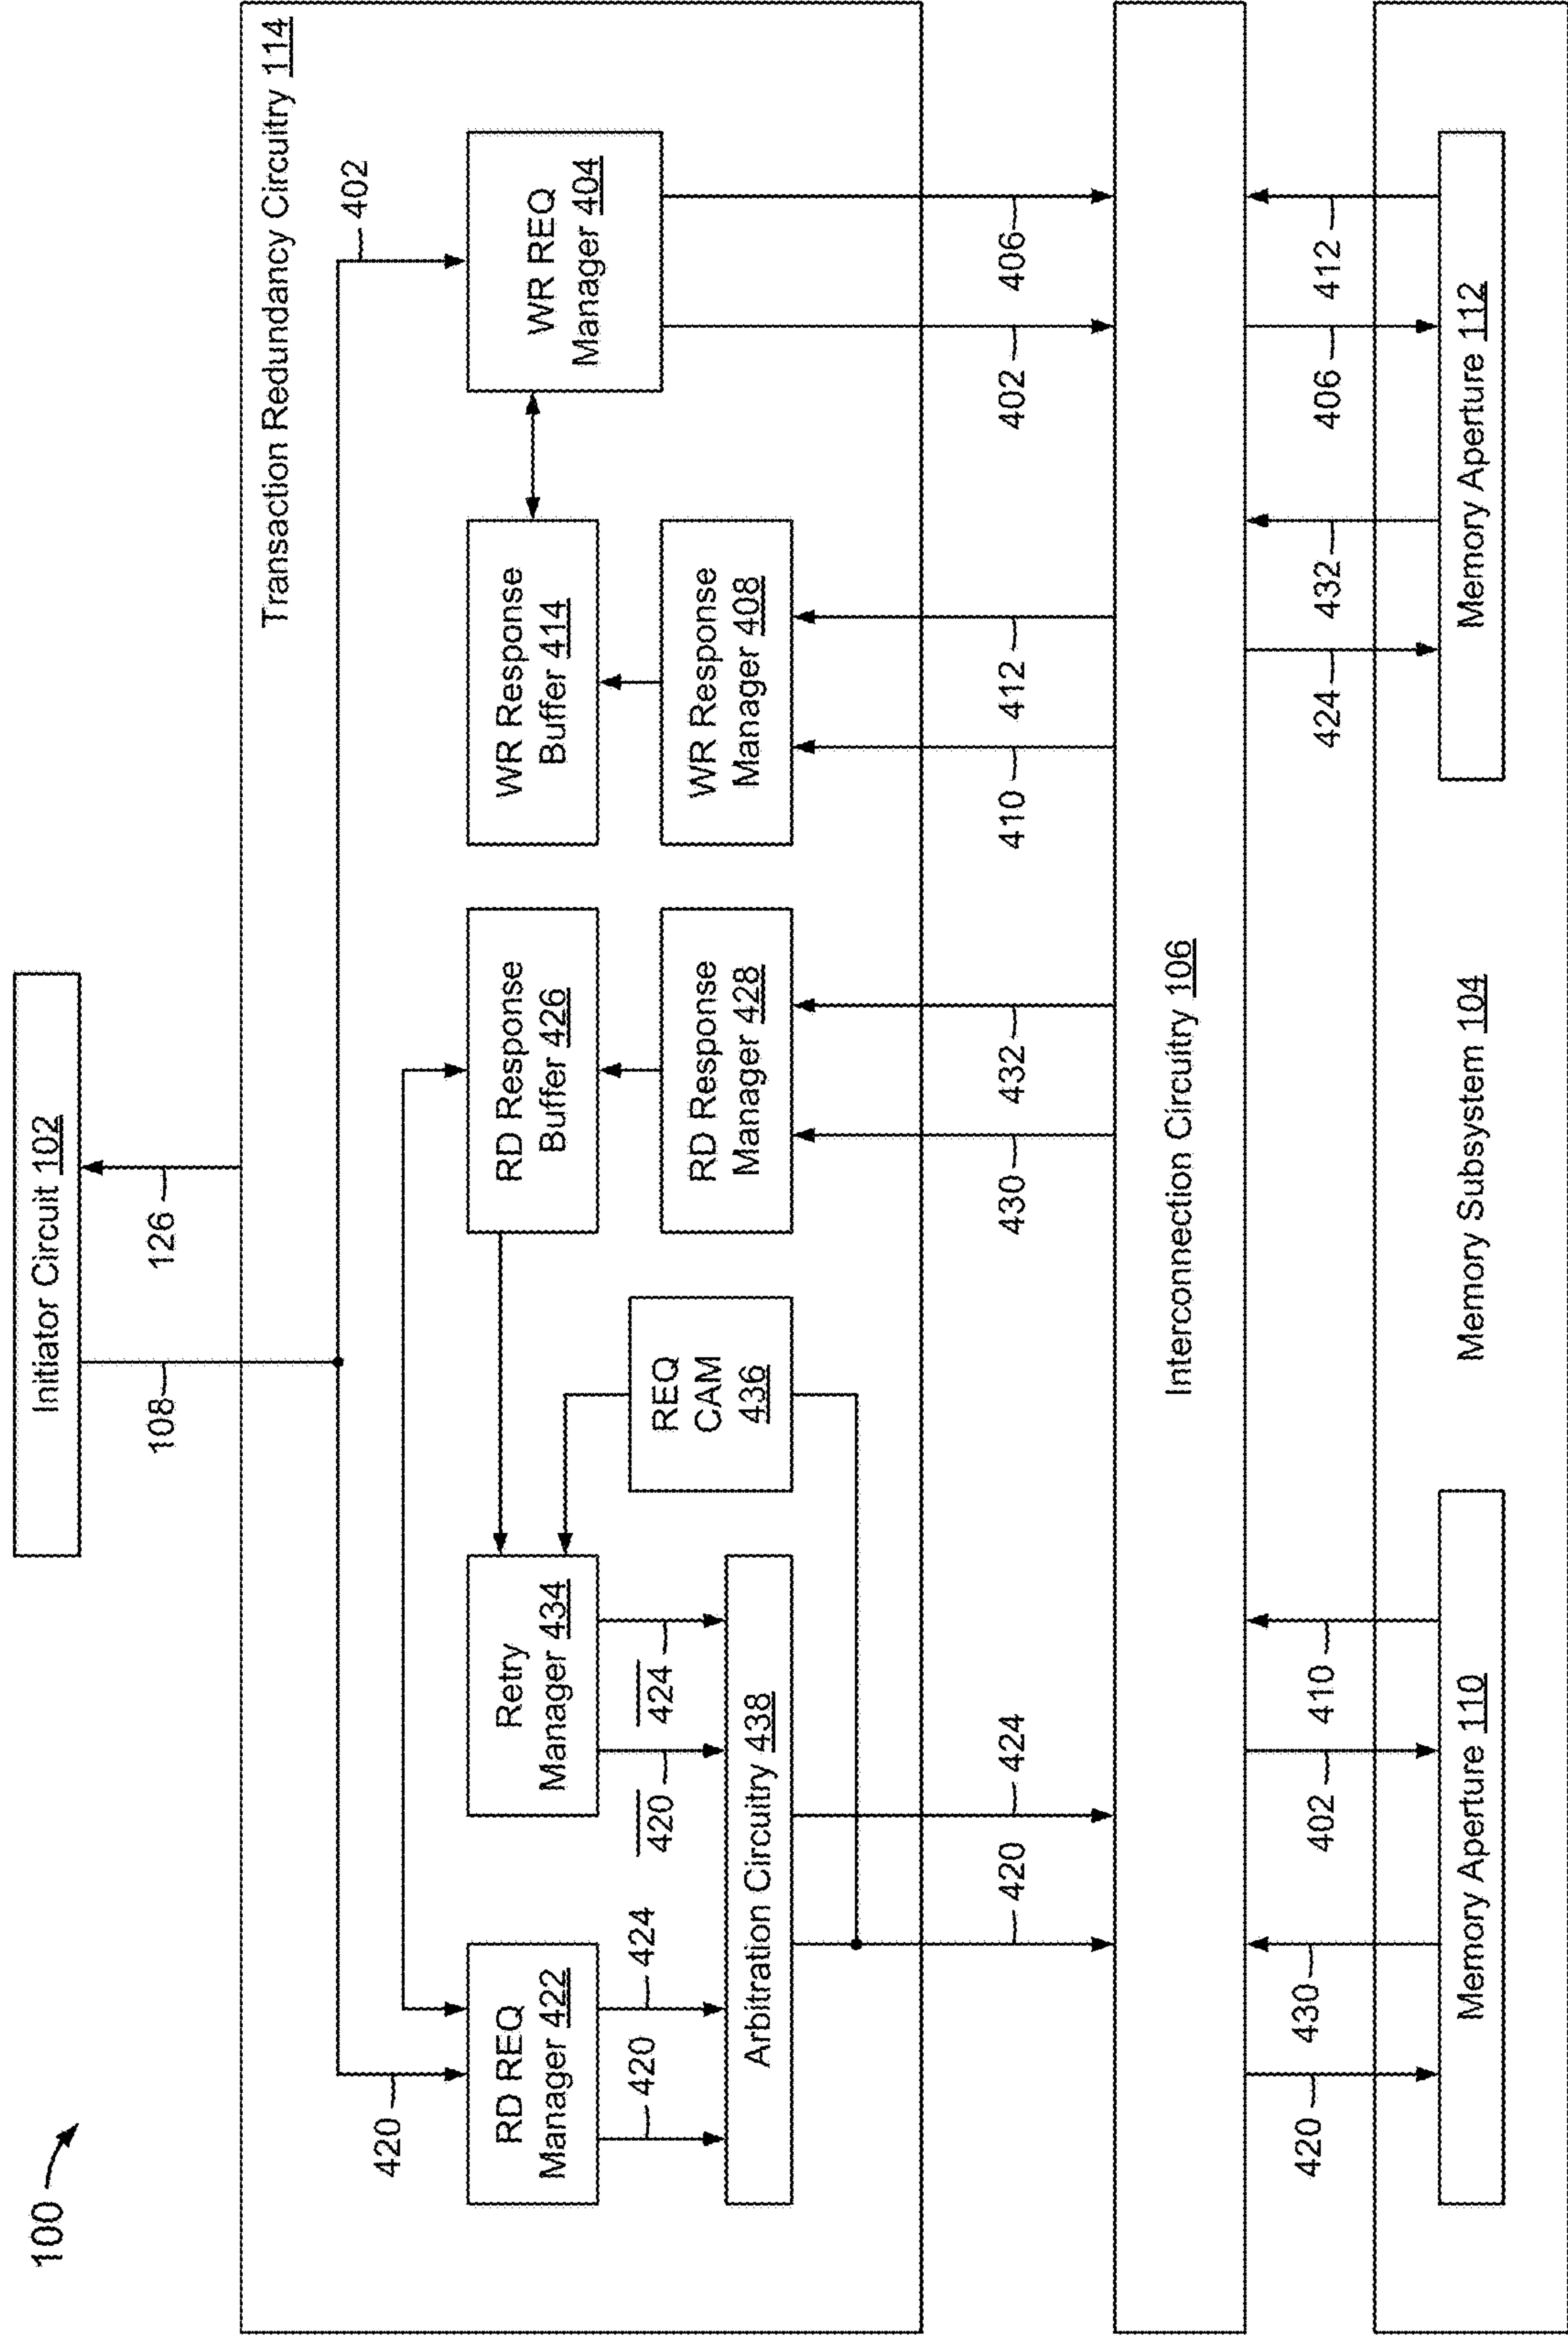 100
Initiator Circuit 102
108
126
Transaction Redundancy Circuitry 114
420
402
RD REQ
Manager 422
Retry
Manager 434
RD Response
Buffer 426
WR Response
Buffer 414
WR REQ
Manager 404
420
424
420
424
REQ
CAM
436
RD Response
Manager 428
WR Response
Manager 408
Arbitration Circuitry 438
420
424
430
432
410
412
402
406
Interconnection Circuitry 106
420
430
402
410
424
432
406
412
Memory Aperture 110
Memory Subsystem 104
Memory Aperture 112